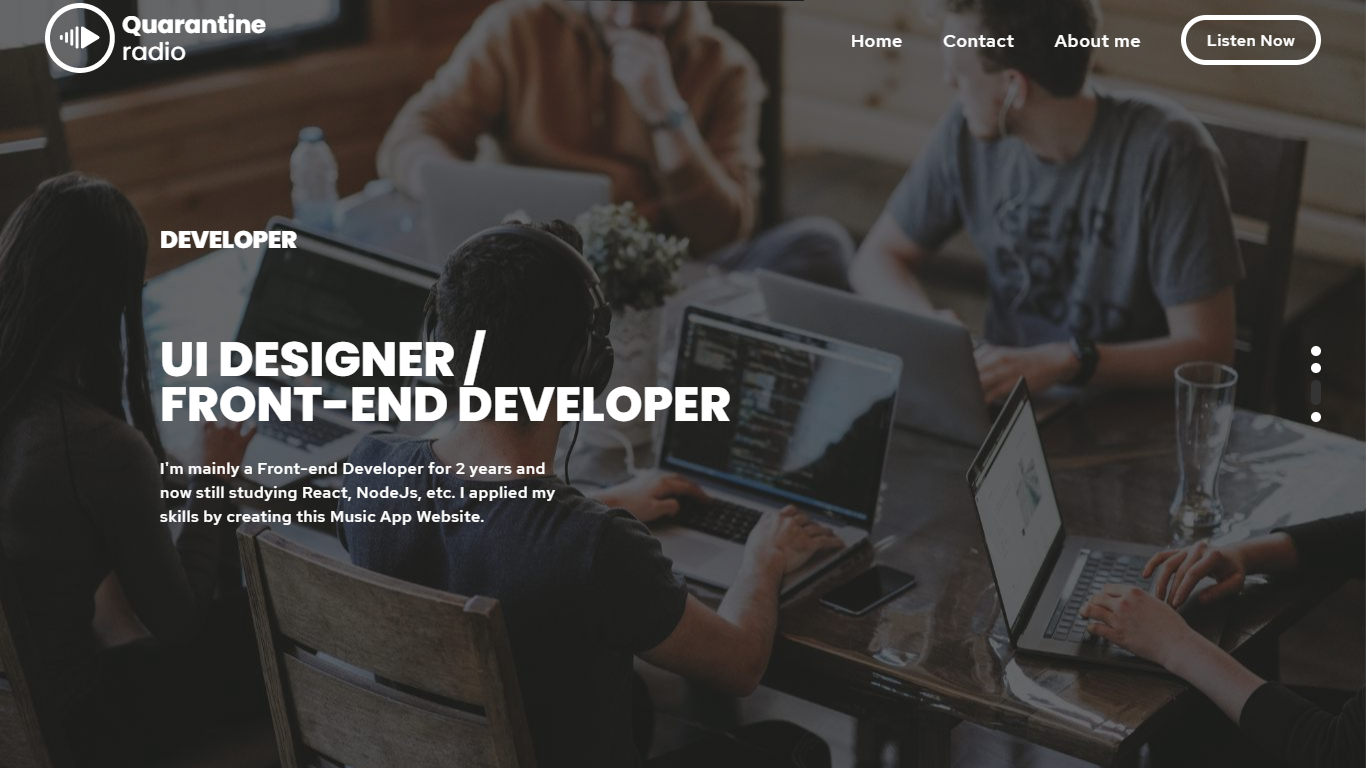 Quarantine
radio
Home
Contact
About me
Listen Now
DEVELOPER
UI DESIGNER /
FRONT-END DEVELOPER
I'm mainly a Front-end Developer for 2 years and
now still studying React, NodeJs, etc. I applied my
skills by creating this Music App Website.